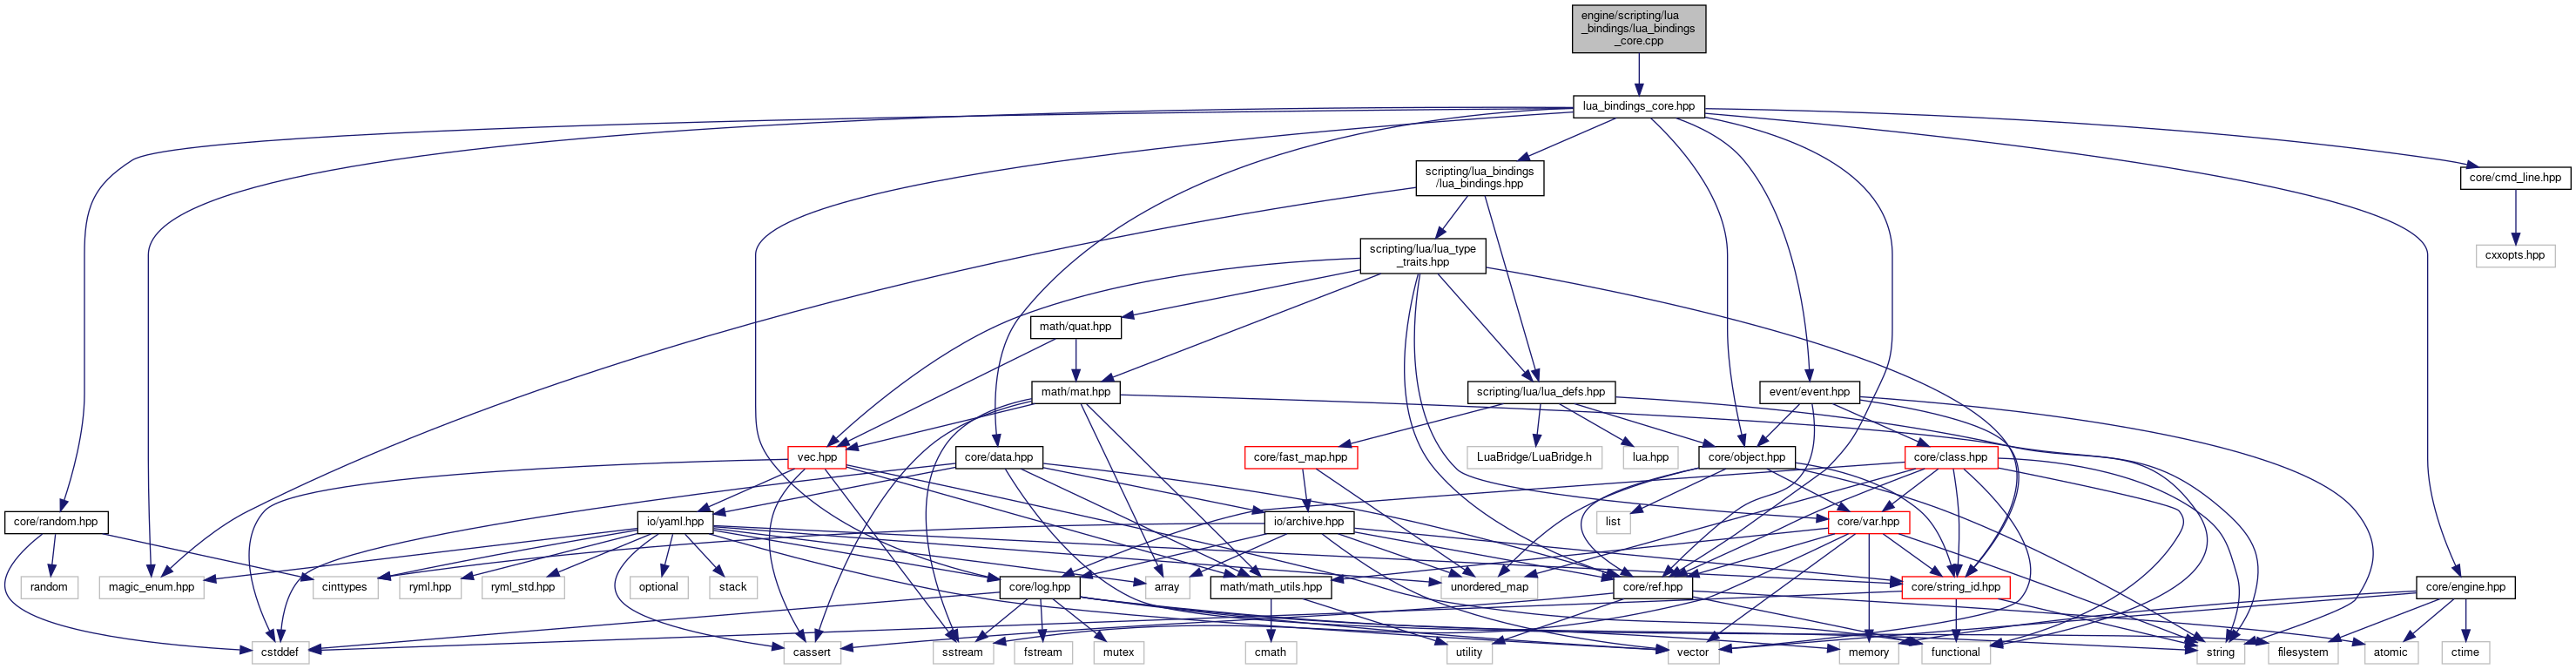 engine/scripting/lua
_bindings/lua_bindings
_core.cpp
lua_bindings_core.hpp
scripting/lua_bindings
/lua_bindings.hpp
core/cmd_line.hpp
scripting/lua/lua_type
_traits.hpp
cxxopts.hpp
math/quat.hpp
math/mat.hpp
scripting/lua/lua_defs.hpp
event/event.hpp
vec.hpp
core/data.hpp
core/fast_map.hpp
LuaBridge/LuaBridge.h
lua.hpp
core/object.hpp
core/class.hpp
core/random.hpp
io/yaml.hpp
io/archive.hpp
list
core/var.hpp
random
magic_enum.hpp
cinttypes
ryml.hpp
ryml_std.hpp
optional
stack
core/log.hpp
array
math/math_utils.hpp
unordered_map
core/ref.hpp
core/string_id.hpp
core/engine.hpp
cstddef
cassert
sstream
fstream
mutex
cmath
utility
vector
memory
functional
string
filesystem
atomic
ctime